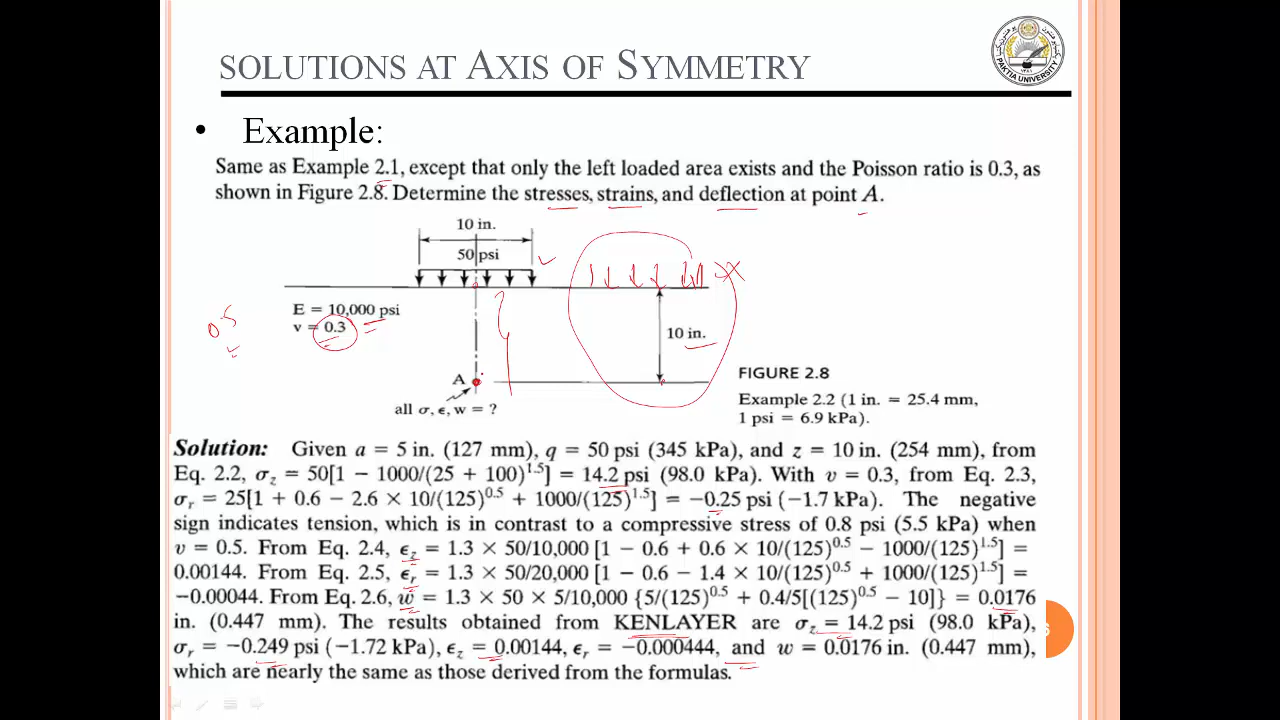 SOLUTIONS AT AXIS OF SYMMETRY
PAKTIA UNIVERSITY
• Example:
Same as Example 2.1, except that only the left loaded area exists and the Poisson ratio is 0.3, as
shown in Figure 2.8. Determine the stresses, strains, and deflection at point A.
10 in.
50 psi
E = 10,000 psi
v = 0.3
0.5
10 in.
A
all σ, ϵ, w = ?
FIGURE 2.8
Example 2.2 (1 in. = 25.4 mm,
1 psi = 6.9 kPa).
Solution: Given a = 5 in. (127 mm), q = 50 psi (345 kPa), and z = 10 in. (254 mm), from
Eq. 2.2, σz = 50[1 − 1000/(25 + 100)^1.5] = 14.2 psi (98.0 kPa). With v = 0.3, from Eq. 2.3,
σr = 25[1 + 0.6 − 2.6 × 10/(125)^0.5 + 1000/(125)^1.5] = −0.25 psi (−1.7 kPa). The negative
sign indicates tension, which is in contrast to a compressive stress of 0.8 psi (5.5 kPa) when
v = 0.5. From Eq. 2.4, ϵz = 1.3 × 50/10,000 [1 − 0.6 + 0.6 × 10/(125)^0.5 − 1000/(125)^1.5] =
0.00144. From Eq. 2.5, ϵr = 1.3 × 50/20,000 [1 − 0.6 − 1.4 × 10/(125)^0.5 + 1000/(125)^1.5] =
−0.00044. From Eq. 2.6, w = 1.3 × 50 × 5/10,000 {5/(125)^0.5 + 0.4/5[(125)^0.5 − 10]} = 0.0176
in. (0.447 mm). The results obtained from KENLAYER are σz = 14.2 psi (98.0 kPa),
σr = −0.249 psi (−1.72 kPa), ϵz = 0.00144, ϵr = −0.000444, and w = 0.0176 in. (0.447 mm),
which are nearly the same as those derived from the formulas.